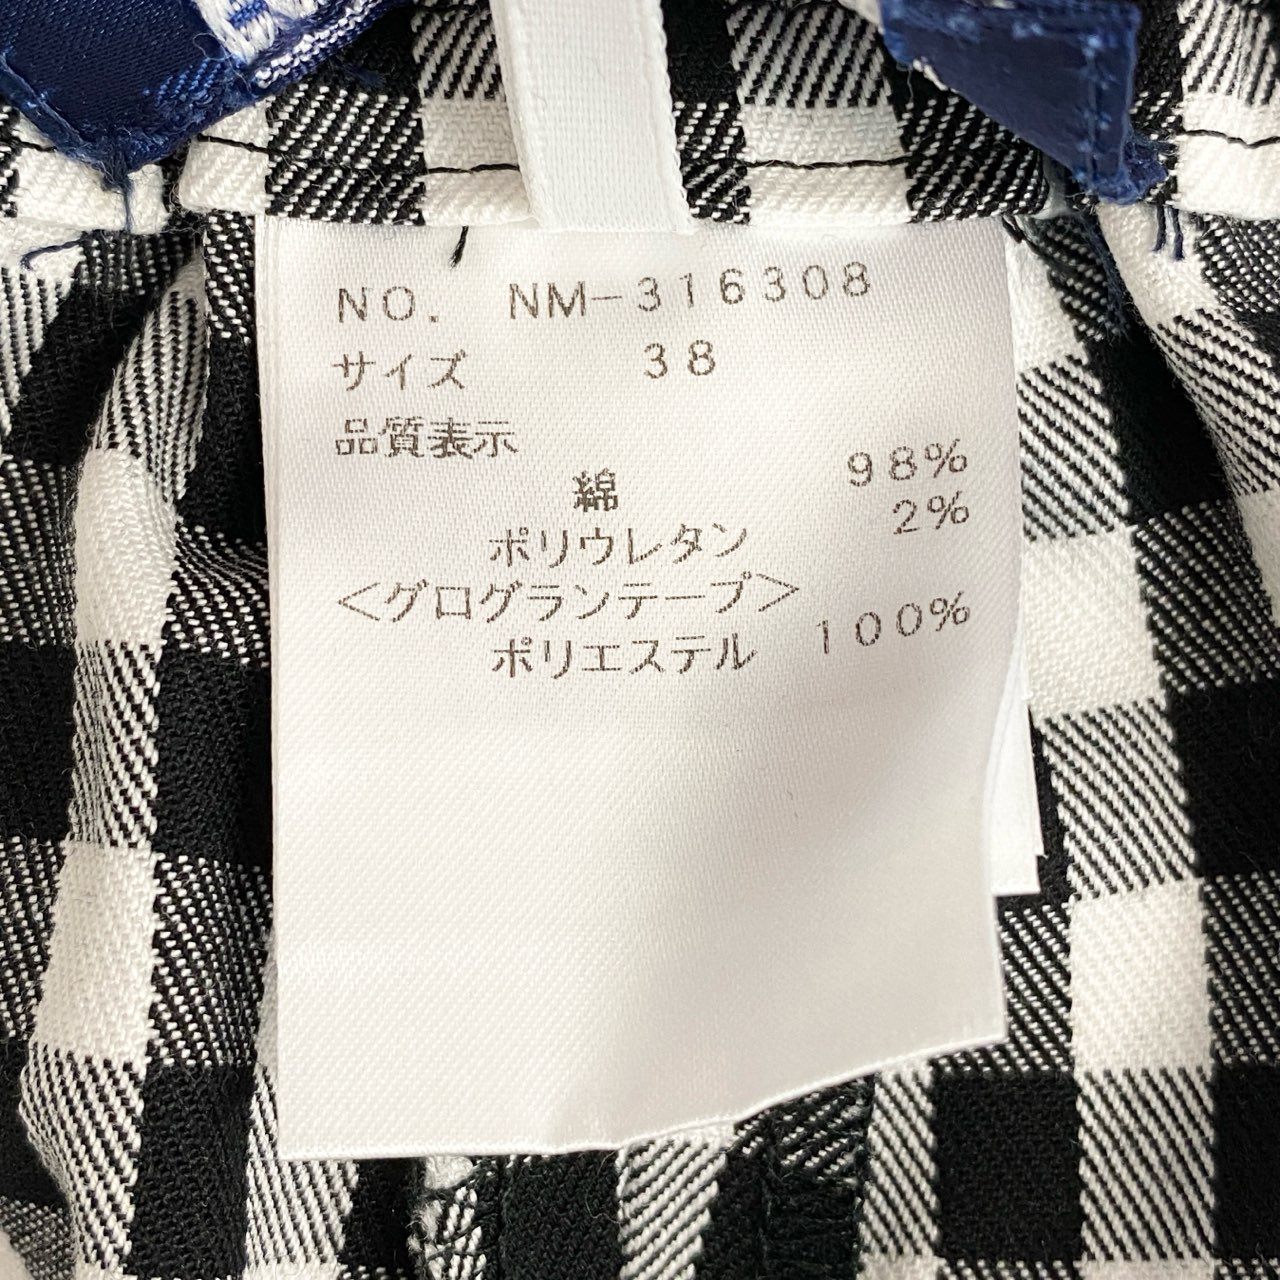 NO. NM-316308
サイズ 38
品質表示
綿 98%
ポリウレタン 2%
<グログランテープ>
ポリエステル 100%